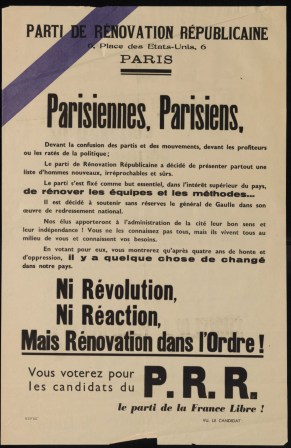 PARTI DE RÉNOVATION RÉPUBLICAINE
6, Place des États-Unis, 6
PARIS
Parisiennes, Parisiens,
Devant la confusion des partis et des mouvements, devant les profiteurs
ou les ratés de la politique ;
Le parti de Rénovation Républicaine a décidé de présenter partout une
liste d'hommes nouveaux, irréprochables et sûrs.
Le parti s'est fixé comme but essentiel, dans l'intérêt supérieur du pays,
de rénover les équipes et les méthodes...
Il est décidé à soutenir sans réserves le général de Gaulle dans son
œuvre de redressement national.
Nos élus apporteront à l'administration de la cité leur bon sens et
leur indépendance ! Vous ne les connaissez pas tous, mais ils vivent tous au
milieu de vous et connaissent vos besoins.
En votant pour eux, vous montrerez qu'après quatre ans de honte et
d'oppression, il y a quelque chose de changé
dans notre pays.
Ni Révolution,
Ni Réaction,
Mais Rénovation dans l'Ordre !
Vous voterez pour
les candidats du
P. R. R.
le parti de la France Libre !
VU, LE CANDIDAT